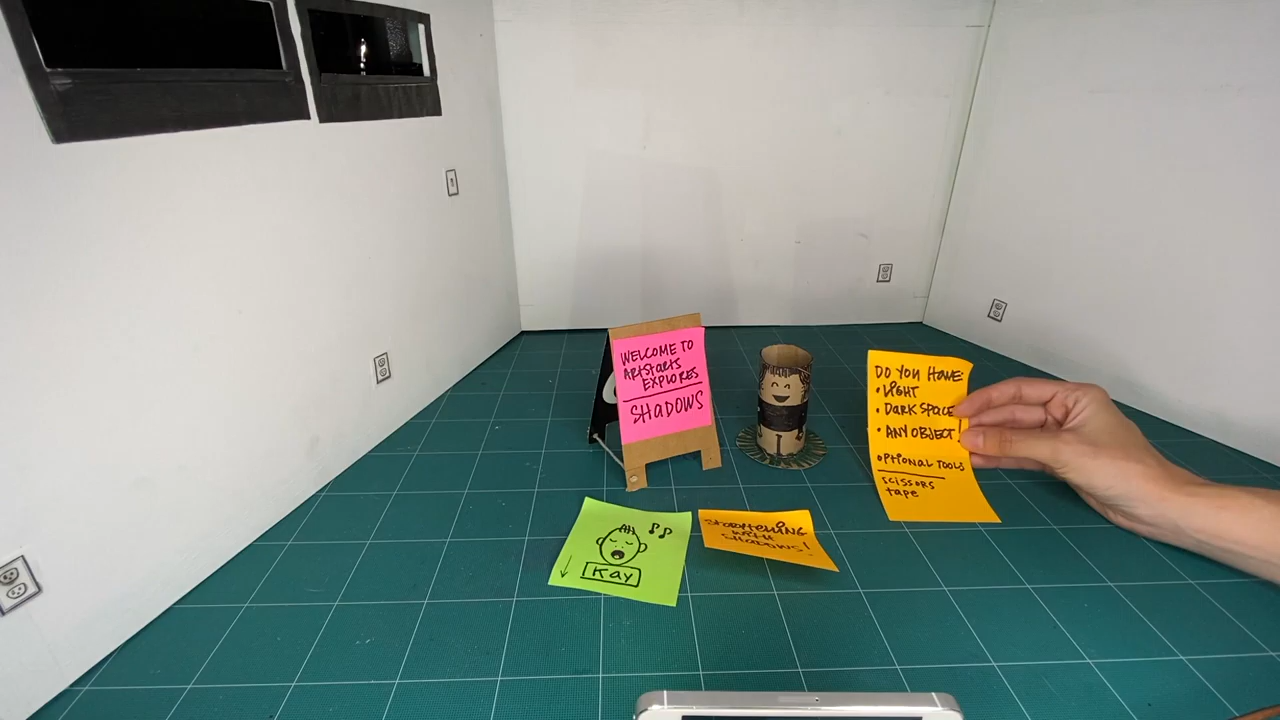 WELCOME TO
ArtStarts
EXPLORES
SHADOWS
DO YOU HAVE:
• LIGHT
• DARK SPACE
• ANY OBJECT!
OPTIONAL TOOLS
scissors
tape
STORYTELLING
WITH
SHADOWS!
Kay